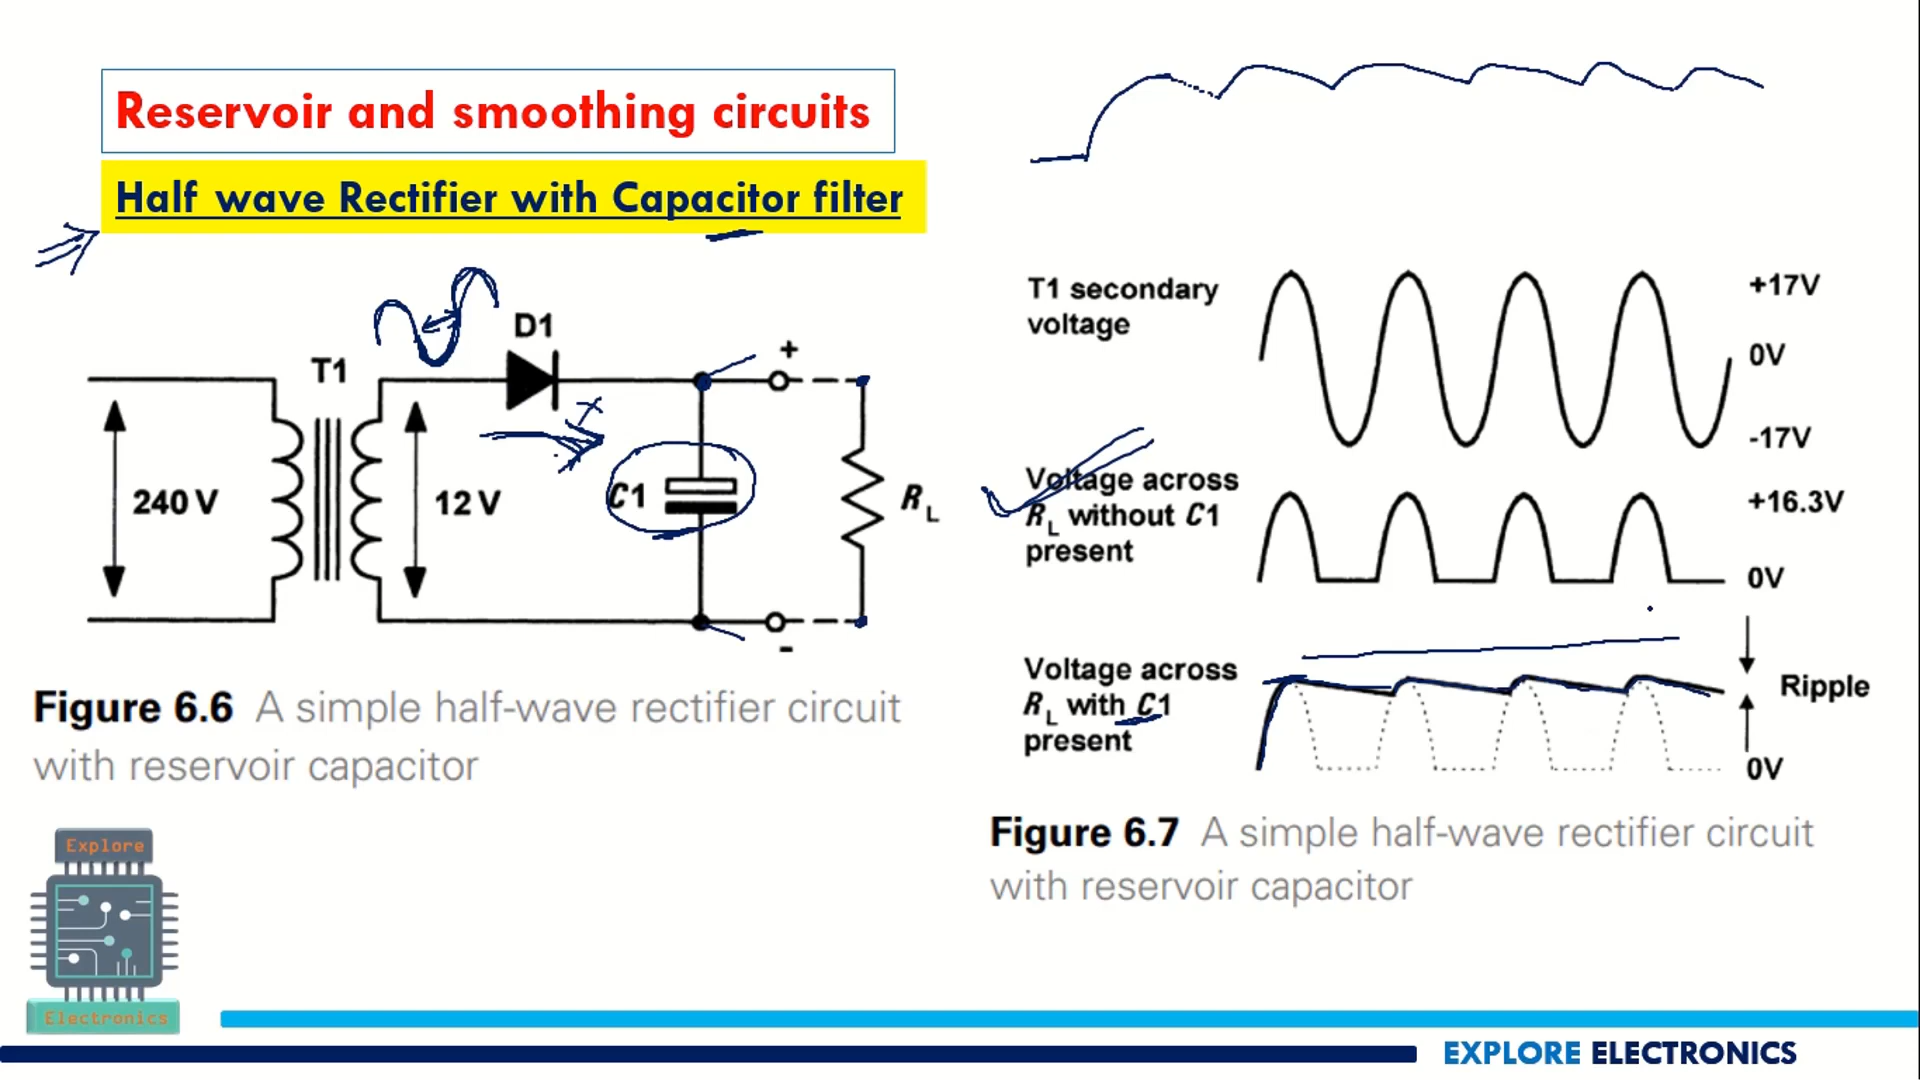 Reservoir and smoothing circuits
Half wave Rectifier with Capacitor filter
T1
D1
+
240 V
12 V
C1
RL
-
Figure 6.6 A simple half-wave rectifier circuit
with reservoir capacitor
T1 secondary
voltage
+17V
0V
-17V
Voltage across
RL without C1
present
+16.3V
0V
Voltage across
RL with C1
present
Ripple
0V
Figure 6.7 A simple half-wave rectifier circuit
with reservoir capacitor
Explore
Electronics
EXPLORE ELECTRONICS